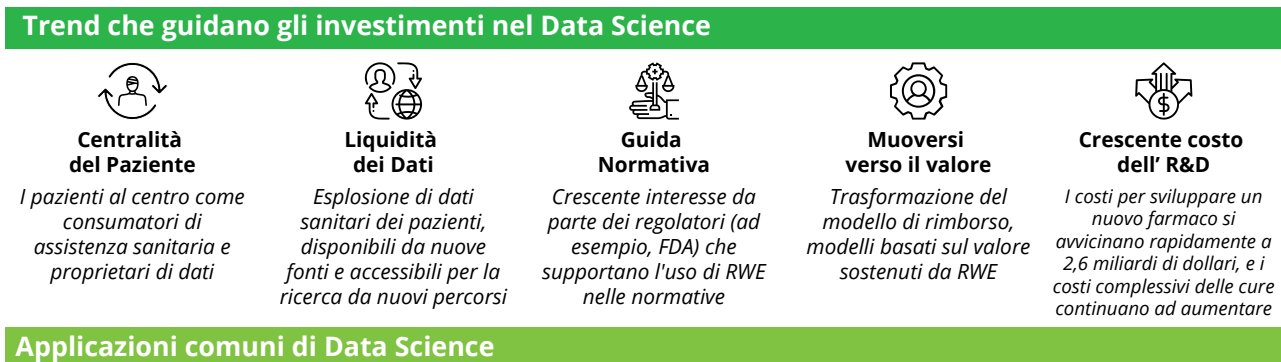 Trend che guidano gli investimenti nel Data Science
Centralità
del Paziente
I pazienti al centro come
consumatori di
assistenza sanitaria e
proprietari di dati
Liquidità
dei Dati
Esplosione di dati
sanitari dei pazienti,
disponibili da nuove
fonti e accessibili per la
ricerca da nuovi percorsi
Guida
Normativa
Crescente interesse da
parte dei regolatori (ad
esempio, FDA) che
supportano l'uso di RWE
nelle normative
Muoversi
verso il valore
Trasformazione del
modello di rimborso,
modelli basati sul valore
sostenuti da RWE
Crescente costo
dell’ R&D
I costi per sviluppare un
nuovo farmaco si
avvicinano rapidamente a
2,6 miliardi di dollari, e i
costi complessivi delle cure
continuano ad aumentare
Applicazioni comuni di Data Science